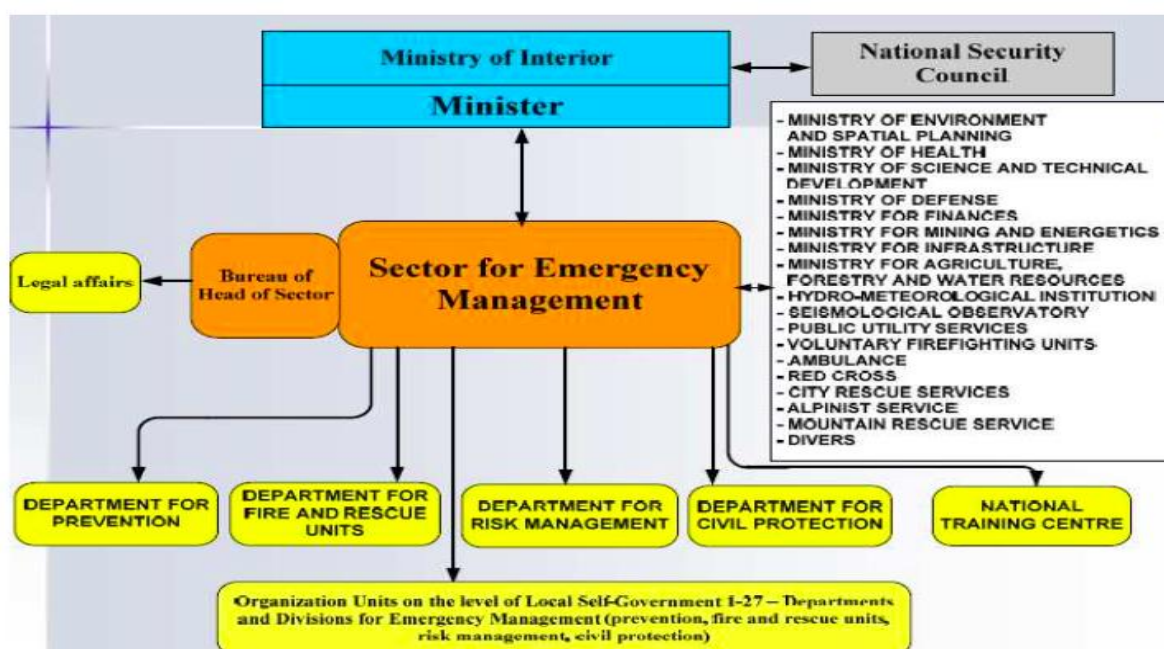 Ministry of Interior
Minister
National Security
Council
- MINISTRY OF ENVIRONMENT
AND SPATIAL PLANNING
- MINISTRY OF HEALTH
- MINISTRY OF SCIENCE AND TECHNICAL
DEVELOPMENT
- MINISTRY OF DEFENSE
- MINISTRY FOR FINANCES
- MINISTRY FOR MINING AND ENERGETICS
- MINISTRY FOR INFRASTRUCTURE
- MINISTRY FOR AGRICULTURE,
FORESTRY AND WATER RESOURCES
- HYDRO-METEOROLOGICAL INSTITUTION
- SEISMOLOGICAL OBSERVATORY
- PUBLIC UTILITY SERVICES
- VOLUNTARY FIREFIGHTING UNITS
- AMBULANCE
- RED CROSS
- CITY RESCUE SERVICES
- ALPINIST SERVICE
- MOUNTAIN RESCUE SERVICE
- DIVERS
Legal affairs
Bureau of
Head of Sector
Sector for Emergency
Management
DEPARTMENT FOR
PREVENTION
DEPARTMENT FOR
FIRE AND RESCUE
UNITS
DEPARTMENT FOR
RISK MANAGEMENT
DEPARTMENT FOR
CIVIL PROTECTION
NATIONAL
TRAINING CENTRE
Organization Units on the level of Local Self-Government 1-27 – Departments
and Divisions for Emergency Management (prevention, fire and rescue units,
risk management, civil protection)